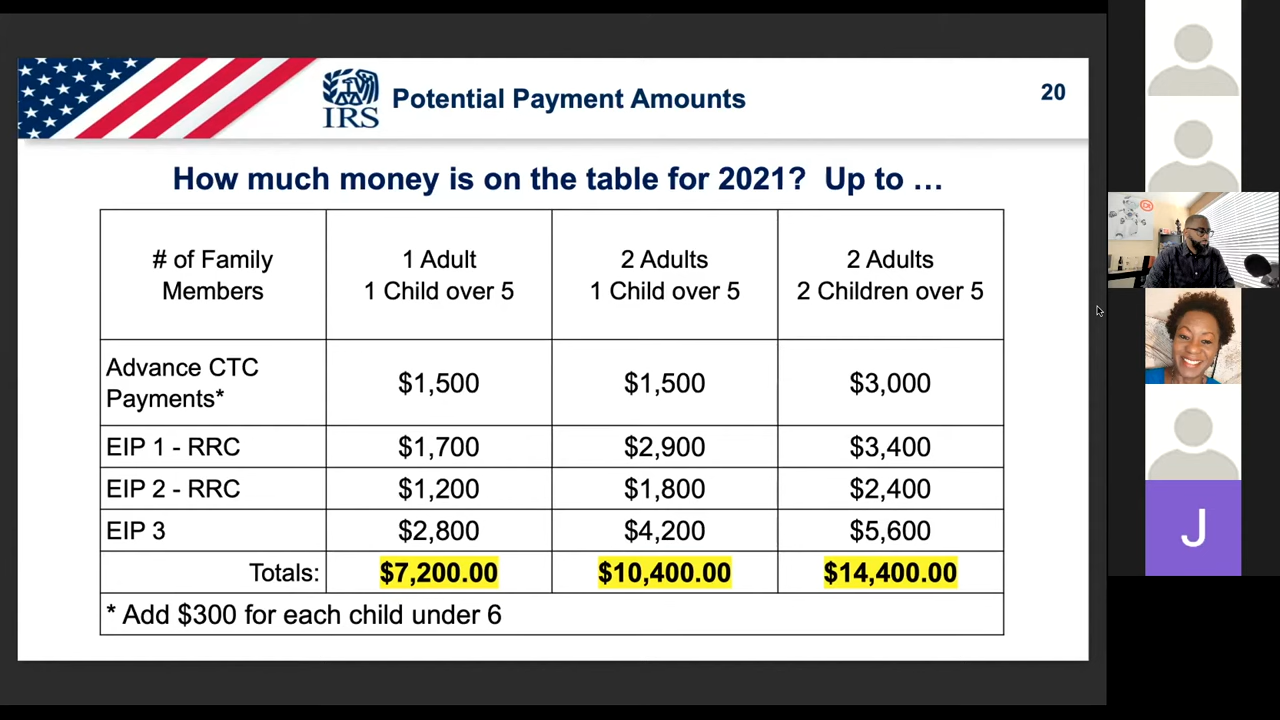 IRS
Potential Payment Amounts
20
How much money is on the table for 2021? Up to …
# of Family
Members
1 Adult
1 Child over 5
2 Adults
1 Child over 5
2 Adults
2 Children over 5
Advance CTC
Payments*
$1,500
$1,500
$3,000
EIP 1 - RRC
$1,700
$2,900
$3,400
EIP 2 - RRC
$1,200
$1,800
$2,400
EIP 3
$2,800
$4,200
$5,600
Totals:
$7,200.00
$10,400.00
$14,400.00
* Add $300 for each child under 6
J